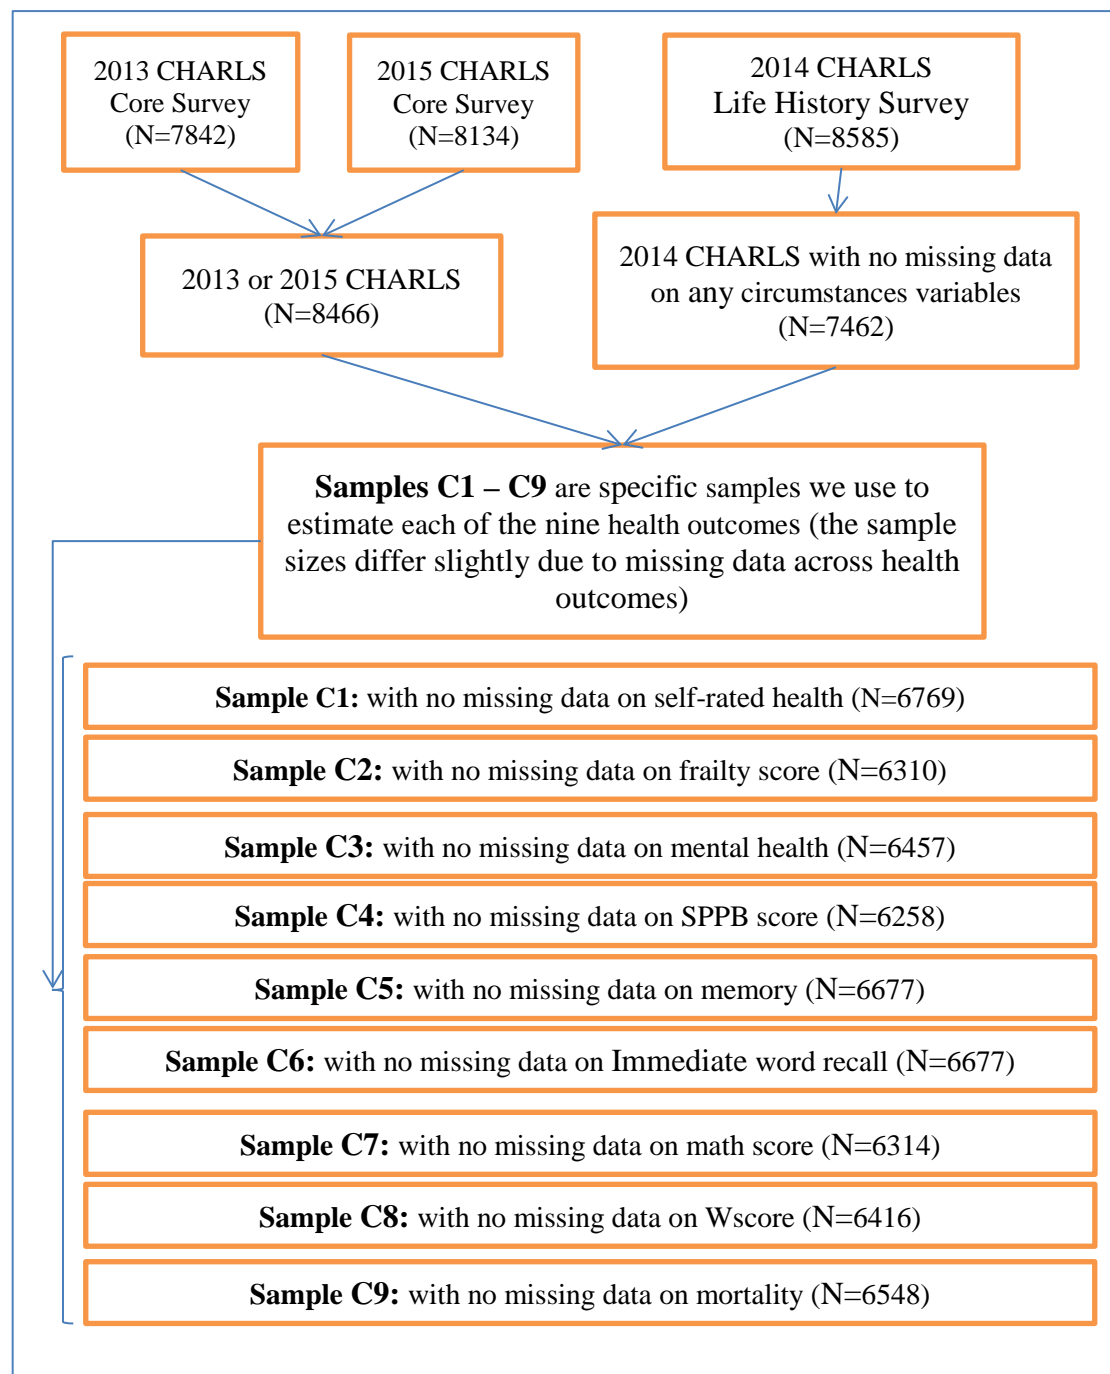 2013 CHARLS
Core Survey
(N=7842)
2015 CHARLS
Core Survey
(N=8134)
2014 CHARLS
Life History Survey
(N=8585)
2013 or 2015 CHARLS
(N=8466)
2014 CHARLS with no missing data
on any circumstances variables
(N=7462)
Samples C1 – C9 are specific samples we use to
estimate each of the nine health outcomes (the sample
sizes differ slightly due to missing data across health
outcomes)
Sample C1: with no missing data on self-rated health (N=6769)
Sample C2: with no missing data on frailty score (N=6310)
Sample C3: with no missing data on mental health (N=6457)
Sample C4: with no missing data on SPPB score (N=6258)
Sample C5: with no missing data on memory (N=6677)
Sample C6: with no missing data on Immediate word recall (N=6677)
Sample C7: with no missing data on math score (N=6314)
Sample C8: with no missing data on Wscore (N=6416)
Sample C9: with no missing data on mortality (N=6548)